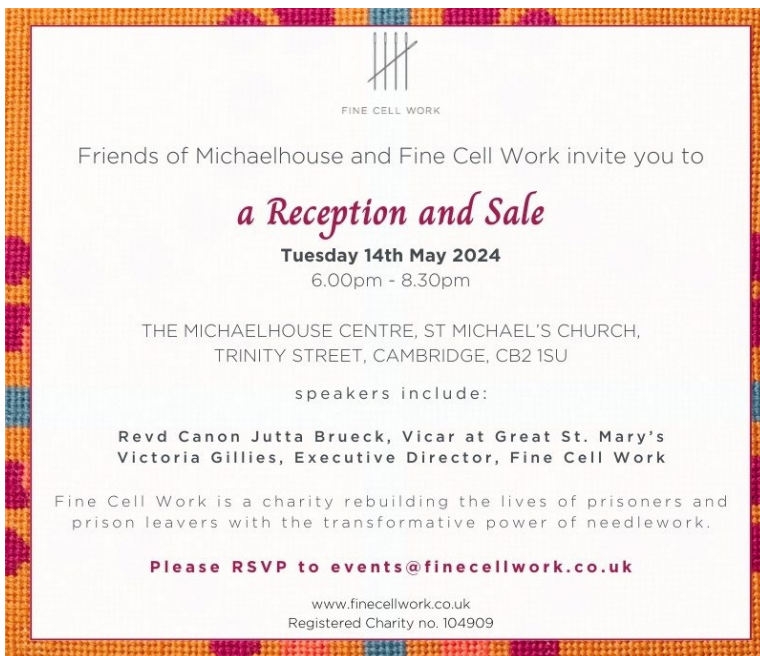 FINE CELL WORK
Friends of Michaelhouse and Fine Cell Work invite you to
a Reception and Sale
Tuesday 14th May 2024
6.00pm - 8.30pm
THE MICHAELHOUSE CENTRE, ST MICHAEL'S CHURCH,
TRINITY STREET, CAMBRIDGE, CB2 1SU
speakers include:
Revd Canon Jutta Brueck, Vicar at Great St. Mary's
Victoria Gillies, Executive Director, Fine Cell Work
Fine Cell Work is a charity rebuilding the lives of prisoners and
prison leavers with the transformative power of needlework.
Please RSVP to events@finecellwork.co.uk
www.finecellwork.co.uk
Registered Charity no. 104909